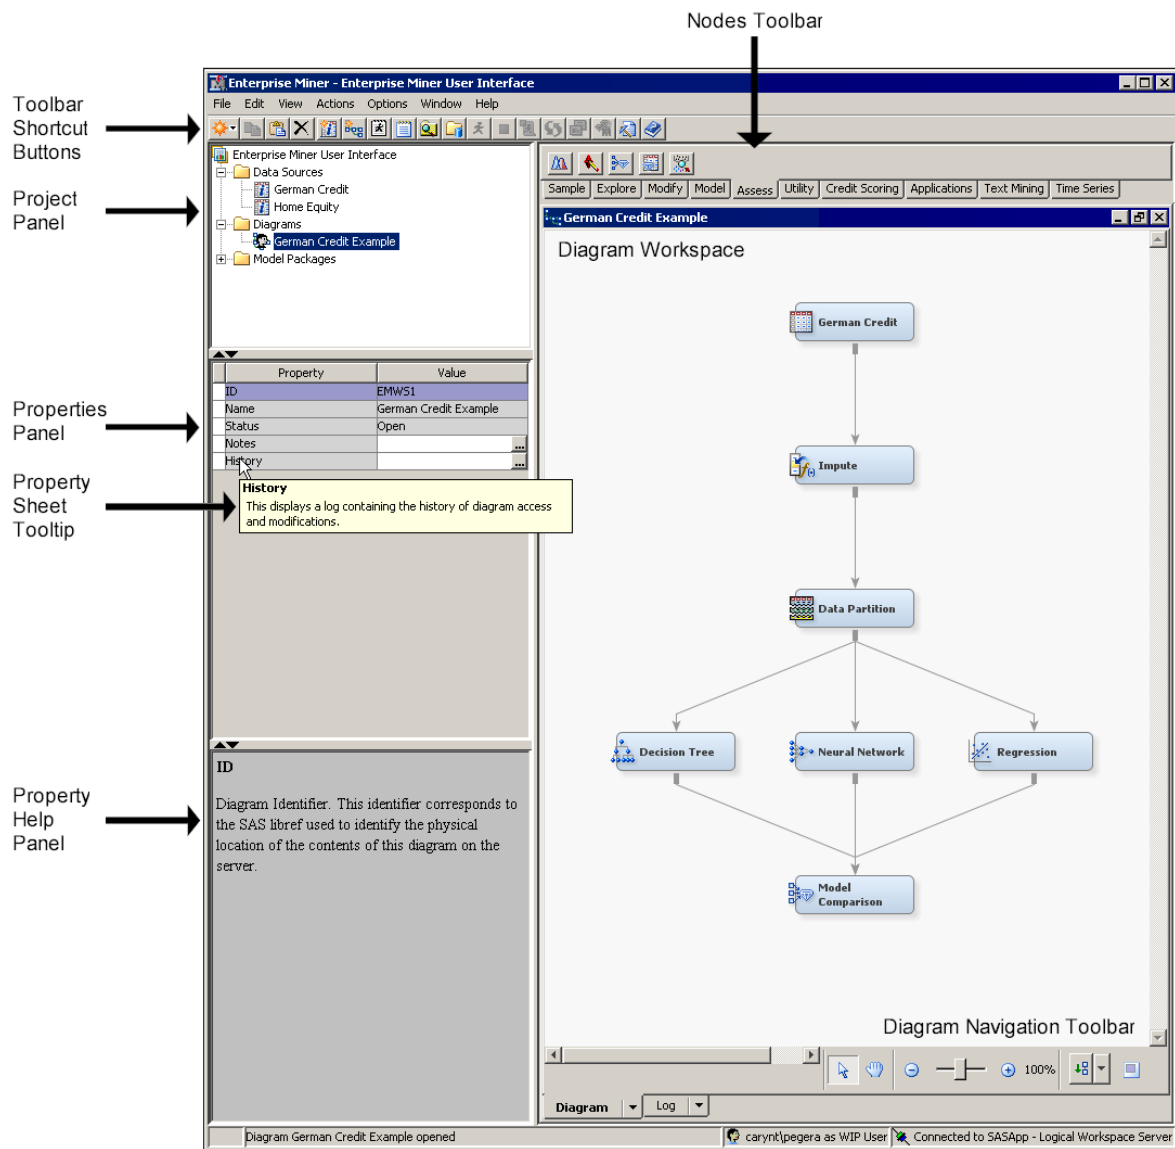 Nodes Toolbar
Toolbar
Shortcut
Buttons
Project
Panel
Properties
Panel
Property
Sheet
Tooltip
Property
Help
Panel
Enterprise Miner - Enterprise Miner User Interface
File Edit View Actions Options Window Help
Enterprise Miner User Interface
Data Sources
German Credit
Home Equity
Diagrams
German Credit Example
Model Packages
Property Value
ID EMWS1
Name German Credit Example
Status Open
Notes ...
History ...
History
This displays a log containing the history of diagram access
and modifications.
ID
Diagram Identifier. This identifier corresponds to
the SAS libref used to identify the physical
location of the contents of this diagram on the
server.
Sample Explore Modify Model Assess Utility Credit Scoring Applications Text Mining Time Series
German Credit Example
Diagram Workspace
German Credit
Impute
Data Partition
Decision Tree
Neural Network
Regression
Model
Comparison
Diagram Navigation Toolbar
100%
Diagram Log
Diagram German Credit Example opened
carynt\pegera as WIP User
Connected to SASApp - Logical Workspace Server